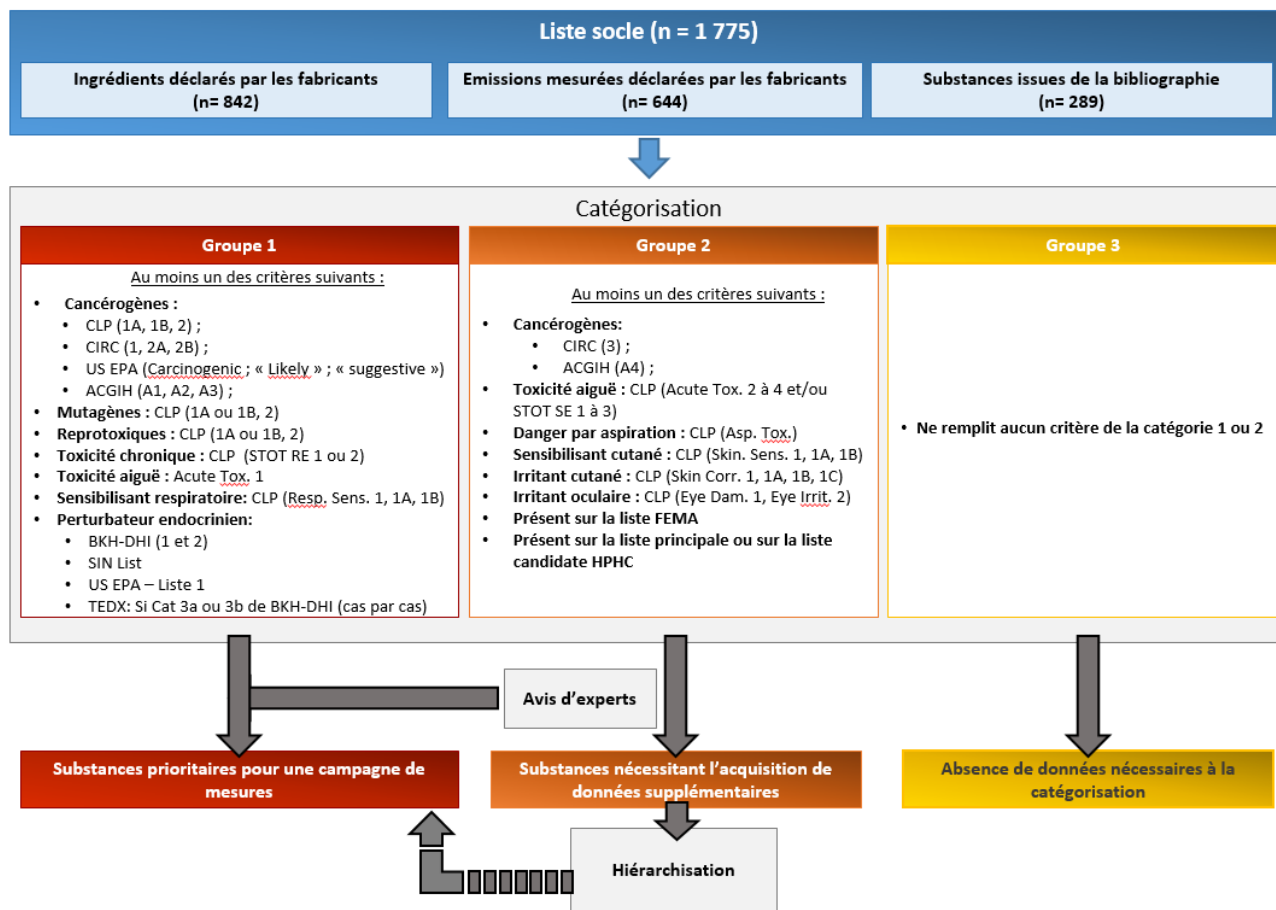 Liste socle (n = 1 775)
Ingrédients déclarés par les fabricants
(n= 842)
Emissions mesurées déclarées par les fabricants
(n= 644)
Substances issues de la bibliographie
(n= 289)
Catégorisation
Groupe 1
Au moins un des critères suivants :
• Cancérogènes :
• CLP (1A, 1B, 2) ;
• CIRC (1, 2A, 2B) ;
• US EPA (Carcinogenic ; « Likely » ; « suggestive »)
• ACGIH (A1, A2, A3) ;
• Mutagènes : CLP (1A ou 1B, 2)
• Reprotoxiques : CLP (1A ou 1B, 2)
• Toxicité chronique : CLP (STOT RE 1 ou 2)
• Toxicité aiguë : Acute Tox. 1
• Sensibilisant respiratoire: CLP (Resp. Sens. 1, 1A, 1B)
• Perturbateur endocrinien:
• BKH-DHI (1 et 2)
• SIN List
• US EPA – Liste 1
• TEDX: Si Cat 3a ou 3b de BKH-DHI (cas par cas)
Groupe 2
Au moins un des critères suivants :
• Cancérogènes:
• CIRC (3) ;
• ACGIH (A4) ;
• Toxicité aiguë : CLP (Acute Tox. 2 à 4 et/ou
STOT SE 1 à 3)
• Danger par aspiration : CLP (Asp. Tox.)
• Sensibilisant cutané : CLP (Skin. Sens. 1, 1A, 1B)
• Irritant cutané : CLP (Skin Corr. 1, 1A, 1B, 1C)
• Irritant oculaire : CLP (Eye Dam. 1, Eye Irrit. 2)
• Présent sur la liste FEMA
• Présent sur la liste principale ou sur la liste
candidate HPHC
Groupe 3
• Ne remplit aucun critère de la catégorie 1 ou 2
Avis d’experts
Substances prioritaires pour une campagne de
mesures
Substances nécessitant l’acquisition de
données supplémentaires
Absence de données nécessaires à la
catégorisation
Hiérarchisation